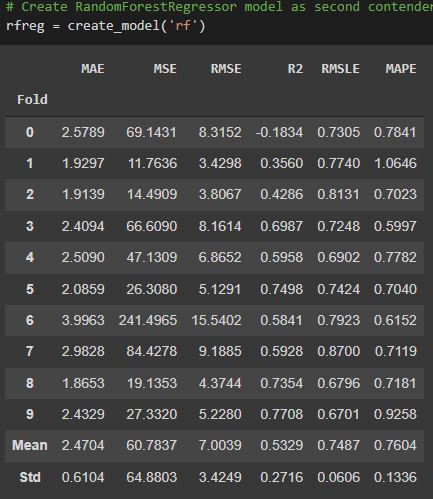 # Create RandomForestRegressor model as second contender
rfreg = create_model('rf')
MAE MSE RMSE R2 RMSLE MAPE
Fold
0 2.5789 69.1431 8.3152 -0.1834 0.7305 0.7841
1 1.9297 11.7636 3.4298 0.3560 0.7740 1.0646
2 1.9139 14.4909 3.8067 0.4286 0.8131 0.7023
3 2.4094 66.6090 8.1614 0.6987 0.7248 0.5997
4 2.5090 47.1309 6.8652 0.5958 0.6902 0.7782
5 2.0859 26.3080 5.1291 0.7498 0.7424 0.7040
6 3.9963 241.4965 15.5402 0.5841 0.7923 0.6152
7 2.9828 84.4278 9.1885 0.5928 0.8700 0.7119
8 1.8653 19.1353 4.3744 0.7354 0.6796 0.7181
9 2.4329 27.3320 5.2280 0.7708 0.6701 0.9258
Mean 2.4704 60.7837 7.0039 0.5329 0.7487 0.7604
Std 0.6104 64.8803 3.4249 0.2716 0.0606 0.1336